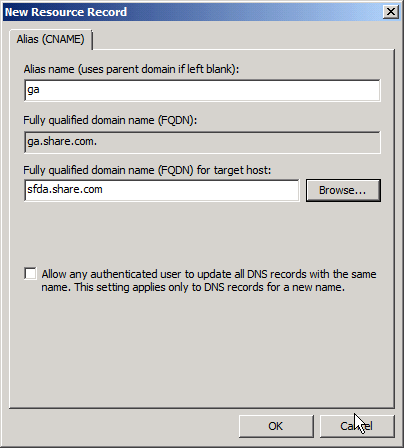 New Resource Record
Alias (CNAME)
Alias name (uses parent domain if left blank):
ga
Fully qualified domain name (FQDN):
ga.share.com.
Fully qualified domain name (FQDN) for target host:
sfda.share.com
Browse...
Allow any authenticated user to update all DNS records with the same
name. This setting applies only to DNS records for a new name.
OK
Cancel